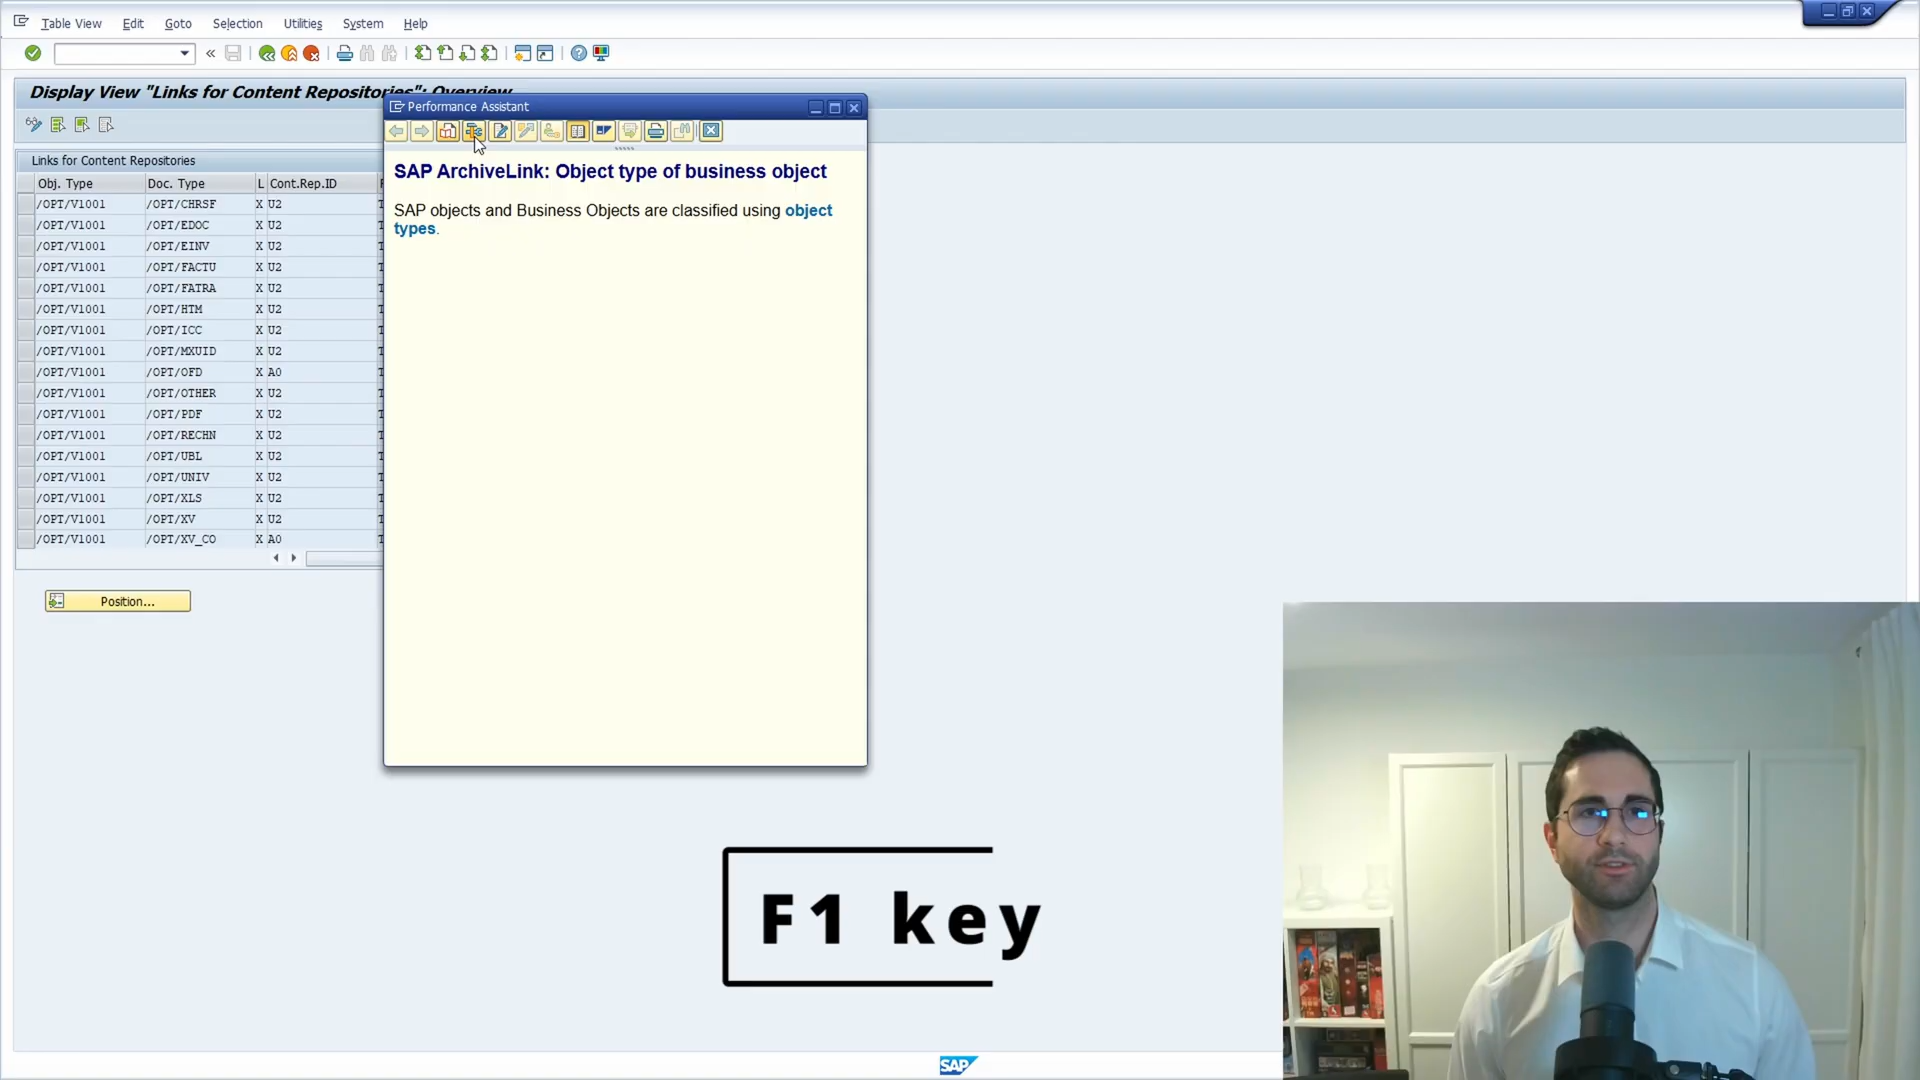 Table View Edit Goto Selection Utilities System Help
Display View "Links for Content Repositories": Overview
Performance Assistant
SAP ArchiveLink: Object type of business object
SAP objects and Business Objects are classified using object
types.
Links for Content Repositories
Obj. Type Doc. Type L Cont.Rep.ID
/OPT/V1001 /OPT/CHRSF X U2 T
/OPT/V1001 /OPT/EDOC X U2 T
/OPT/V1001 /OPT/EINV X U2 T
/OPT/V1001 /OPT/FACTU X U2 T
/OPT/V1001 /OPT/FATRA X U2 T
/OPT/V1001 /OPT/HTM X U2 T
/OPT/V1001 /OPT/ICC X U2 T
/OPT/V1001 /OPT/MXUID X U2 T
/OPT/V1001 /OPT/OFD X A0 T
/OPT/V1001 /OPT/OTHER X U2 T
/OPT/V1001 /OPT/PDF X U2 T
/OPT/V1001 /OPT/RECHN X U2 T
/OPT/V1001 /OPT/UBL X U2 T
/OPT/V1001 /OPT/UNIV X U2 T
/OPT/V1001 /OPT/XLS X U2 T
/OPT/V1001 /OPT/XV X U2 T
/OPT/V1001 /OPT/XV_CO X A0 T
Position...
F1 key
SAP